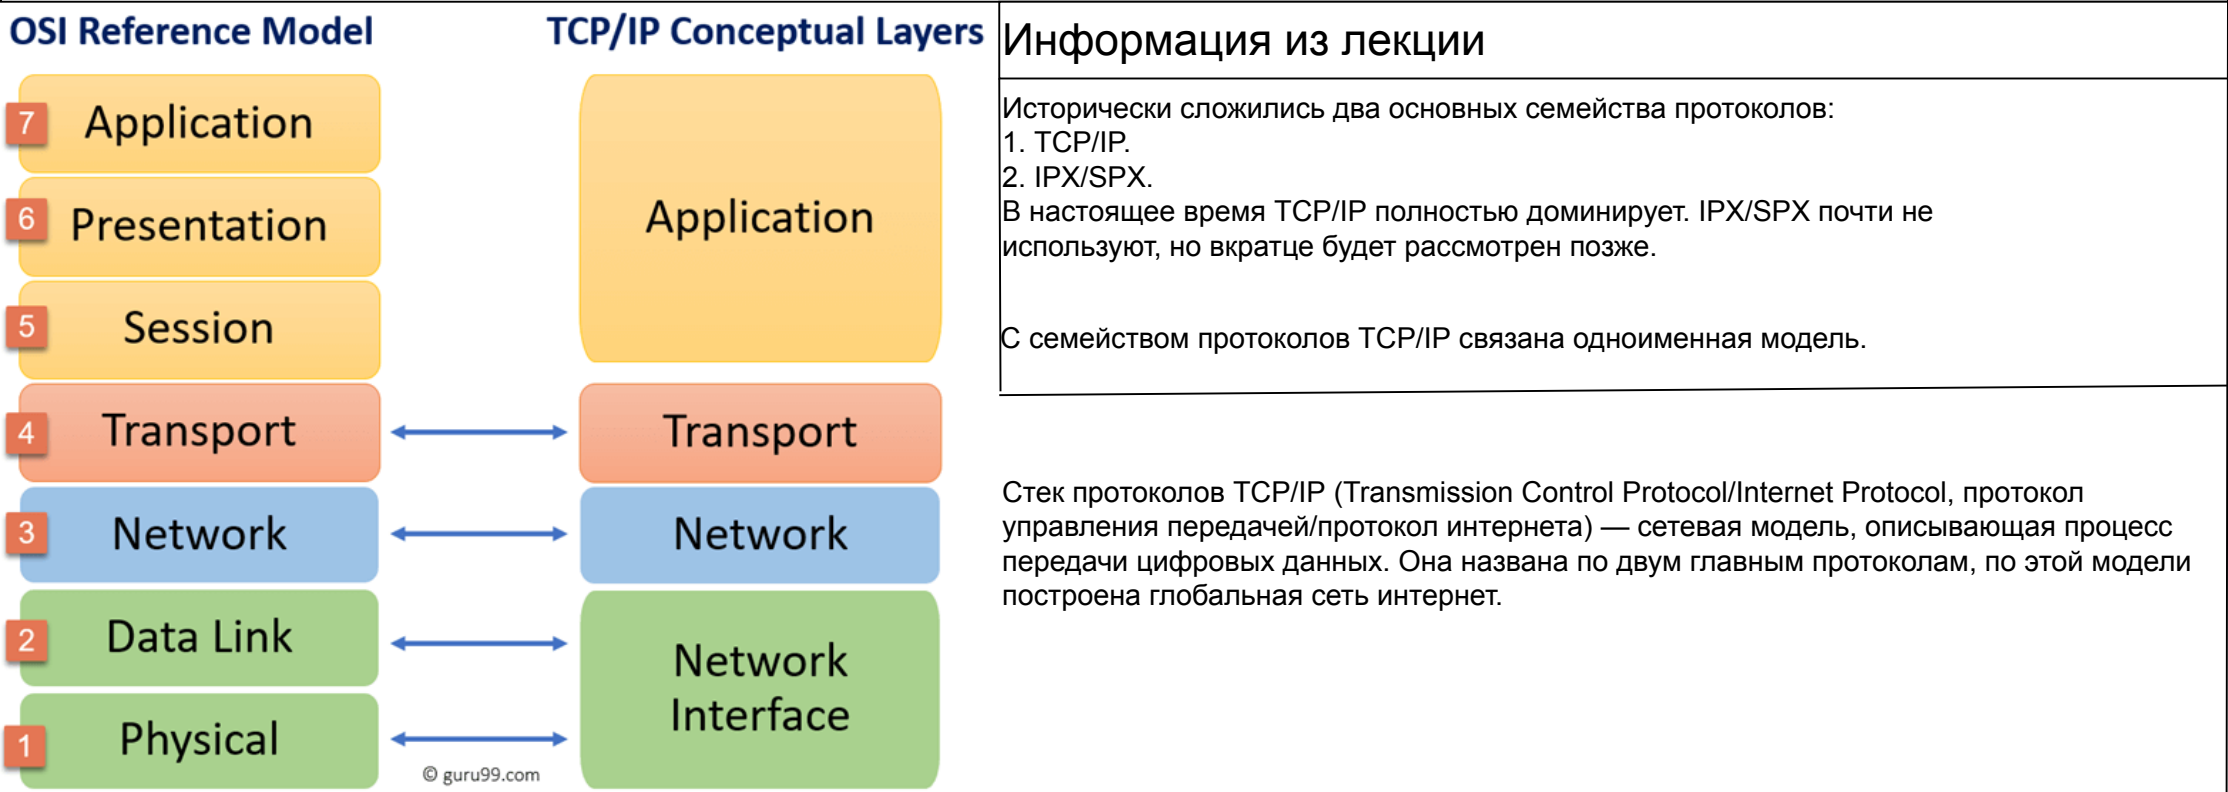 OSI Reference Model
7 Application
6 Presentation
5 Session
4 Transport
3 Network
2 Data Link
1 Physical
TCP/IP Conceptual Layers
Application
Transport
Network
Network
Interface
© guru99.com
Информация из лекции
Исторически сложились два основных семейства протоколов:
1. TCP/IP.
2. IPX/SPX.
В настоящее время TCP/IP полностью доминирует. IPX/SPX почти не
используют, но вкратце будет рассмотрен позже.
С семейством протоколов TCP/IP связана одноименная модель.
Стек протоколов TCP/IP (Transmission Control Protocol/Internet Protocol, протокол
управления передачей/протокол интернета) — сетевая модель, описывающая процесс
передачи цифровых данных. Она названа по двум главным протоколам, по этой модели
построена глобальная сеть интернет.